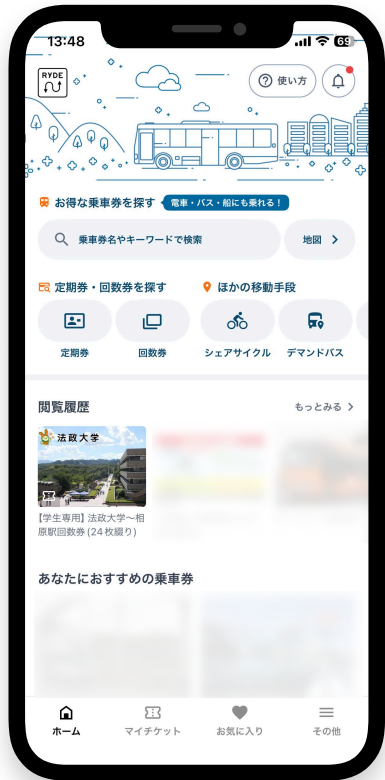 13:48
69
RYDE
使い方
お得な乗車券を探す
電車・バス・船にも乗れる！
乗車券名やキーワードで検索
地図
定期券・回数券を探す
ほかの移動手段
定期券
回数券
シェアサイクル
デマンドバス
閲覧履歴
もっとみる
法政大学
【学生専用】法政大学〜相
原駅回数券(24枚綴り)
あなたにおすすめの乗車券
ホーム
マイチケット
お気に入り
その他